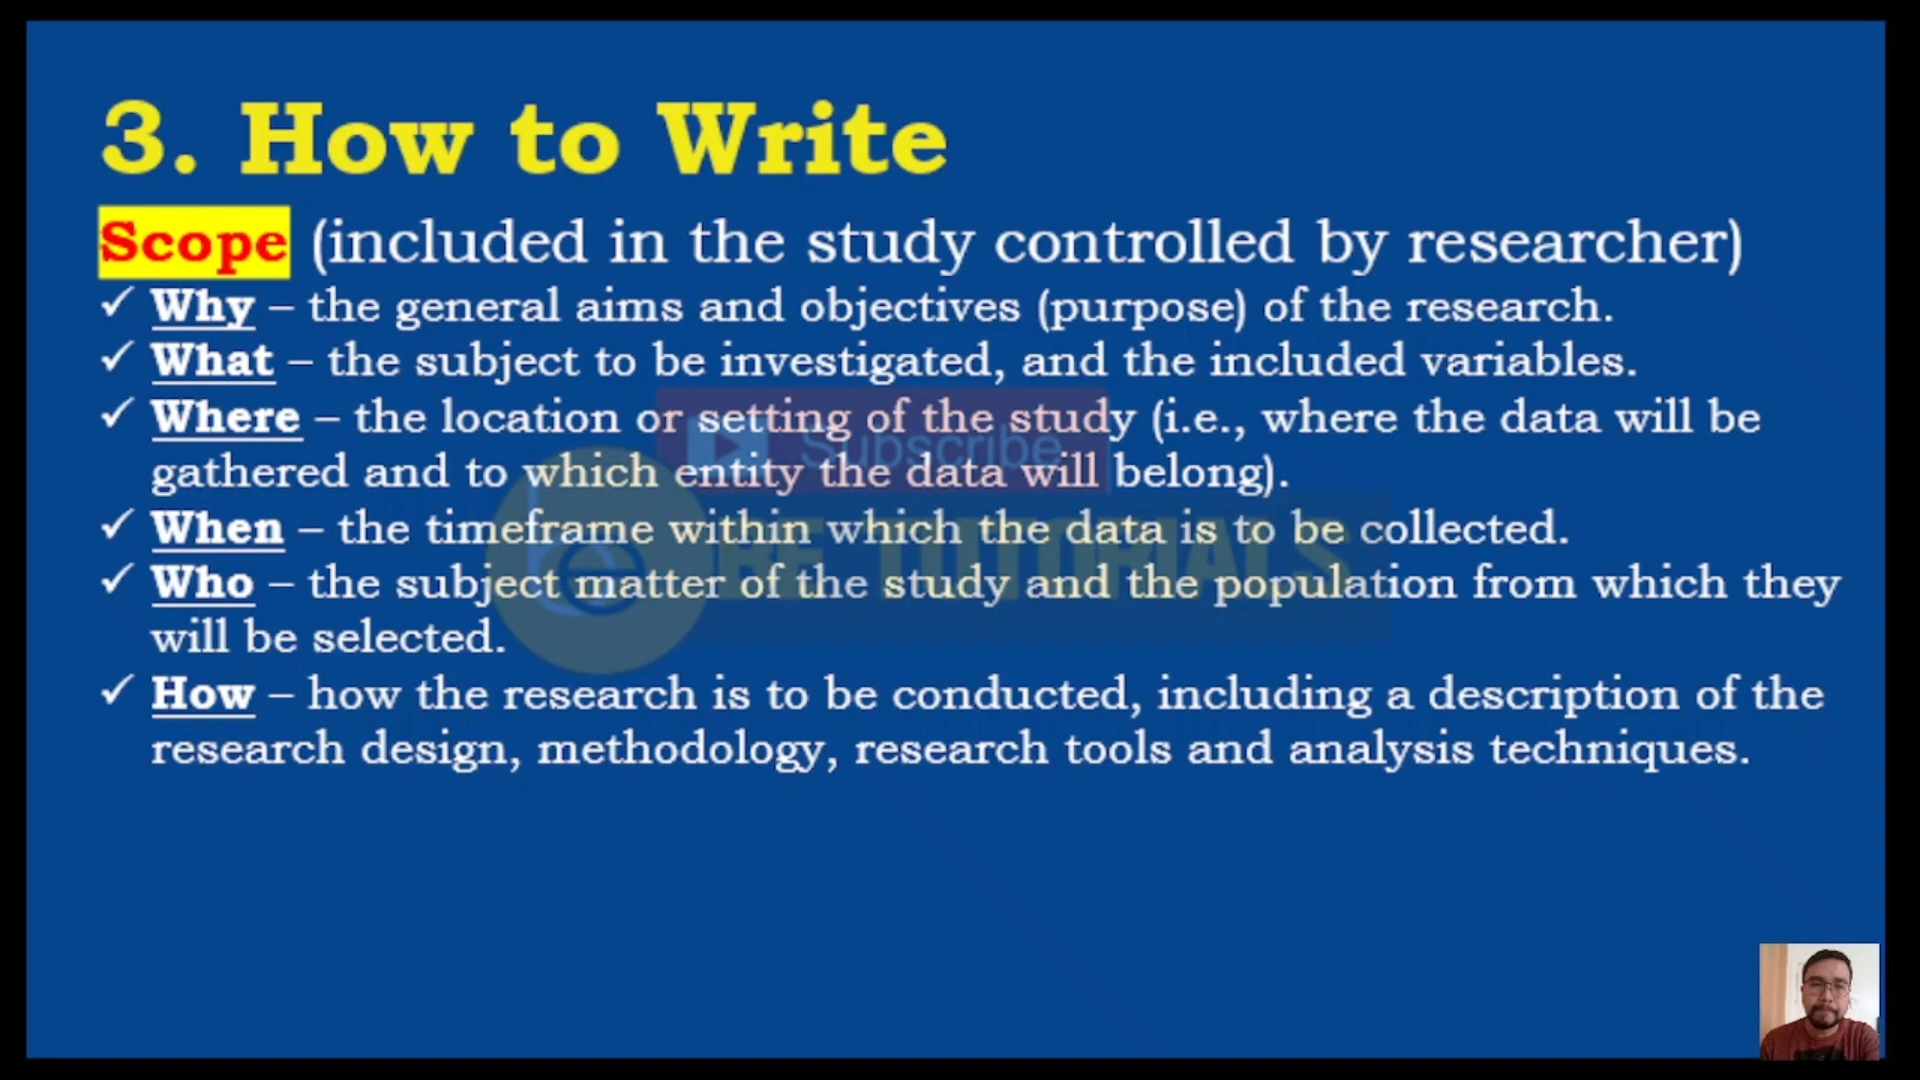 3. How to Write
Scope (included in the study controlled by researcher)
✓ Why – the general aims and objectives (purpose) of the research.
✓ What – the subject to be investigated, and the included variables.
✓ Where – the location or setting of the study (i.e., where the data will be
gathered and to which entity the data will belong).
Subscribe
✓ When – the timeframe within which the data is to be collected.
✓ Who – the subject matter of the study and the population from which they
will be selected.
TUTORIALS
✓ How – how the research is to be conducted, including a description of the
research design, methodology, research tools and analysis techniques.